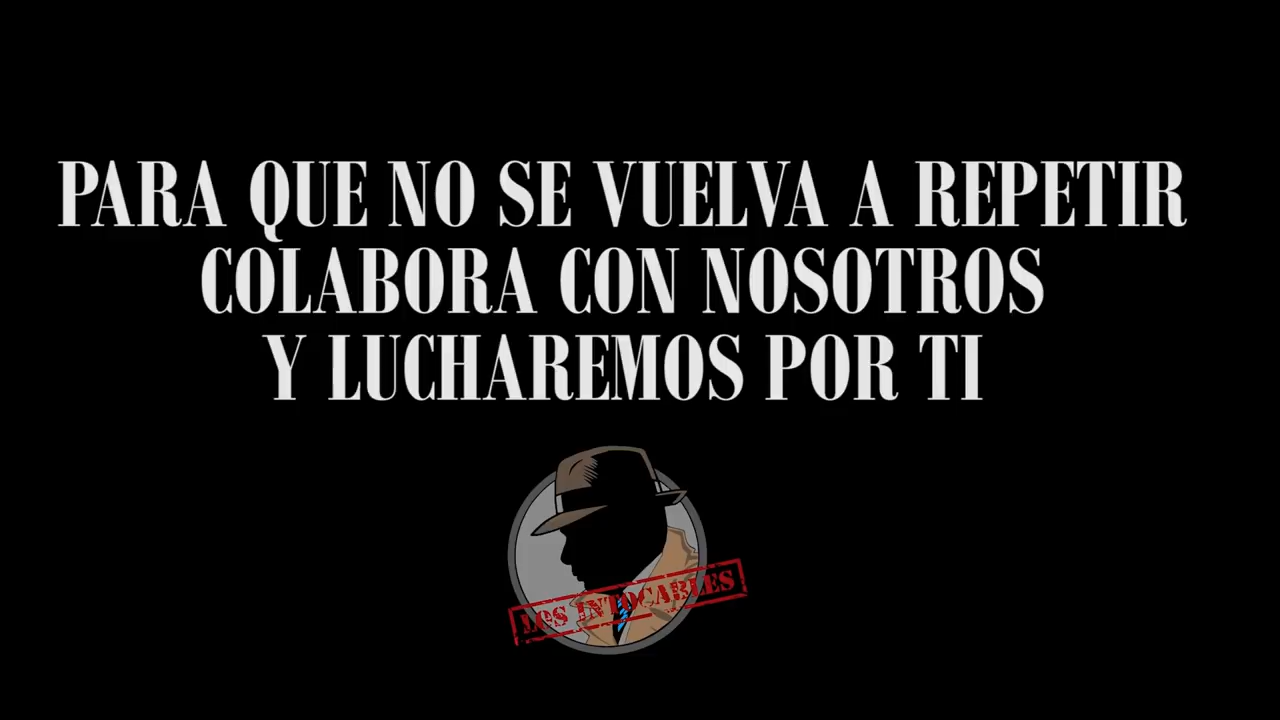 PARA QUE NO SE VUELVA A REPETIR
COLABORA CON NOSOTROS
Y LUCHAREMOS POR TI
LOS INTOCABLES